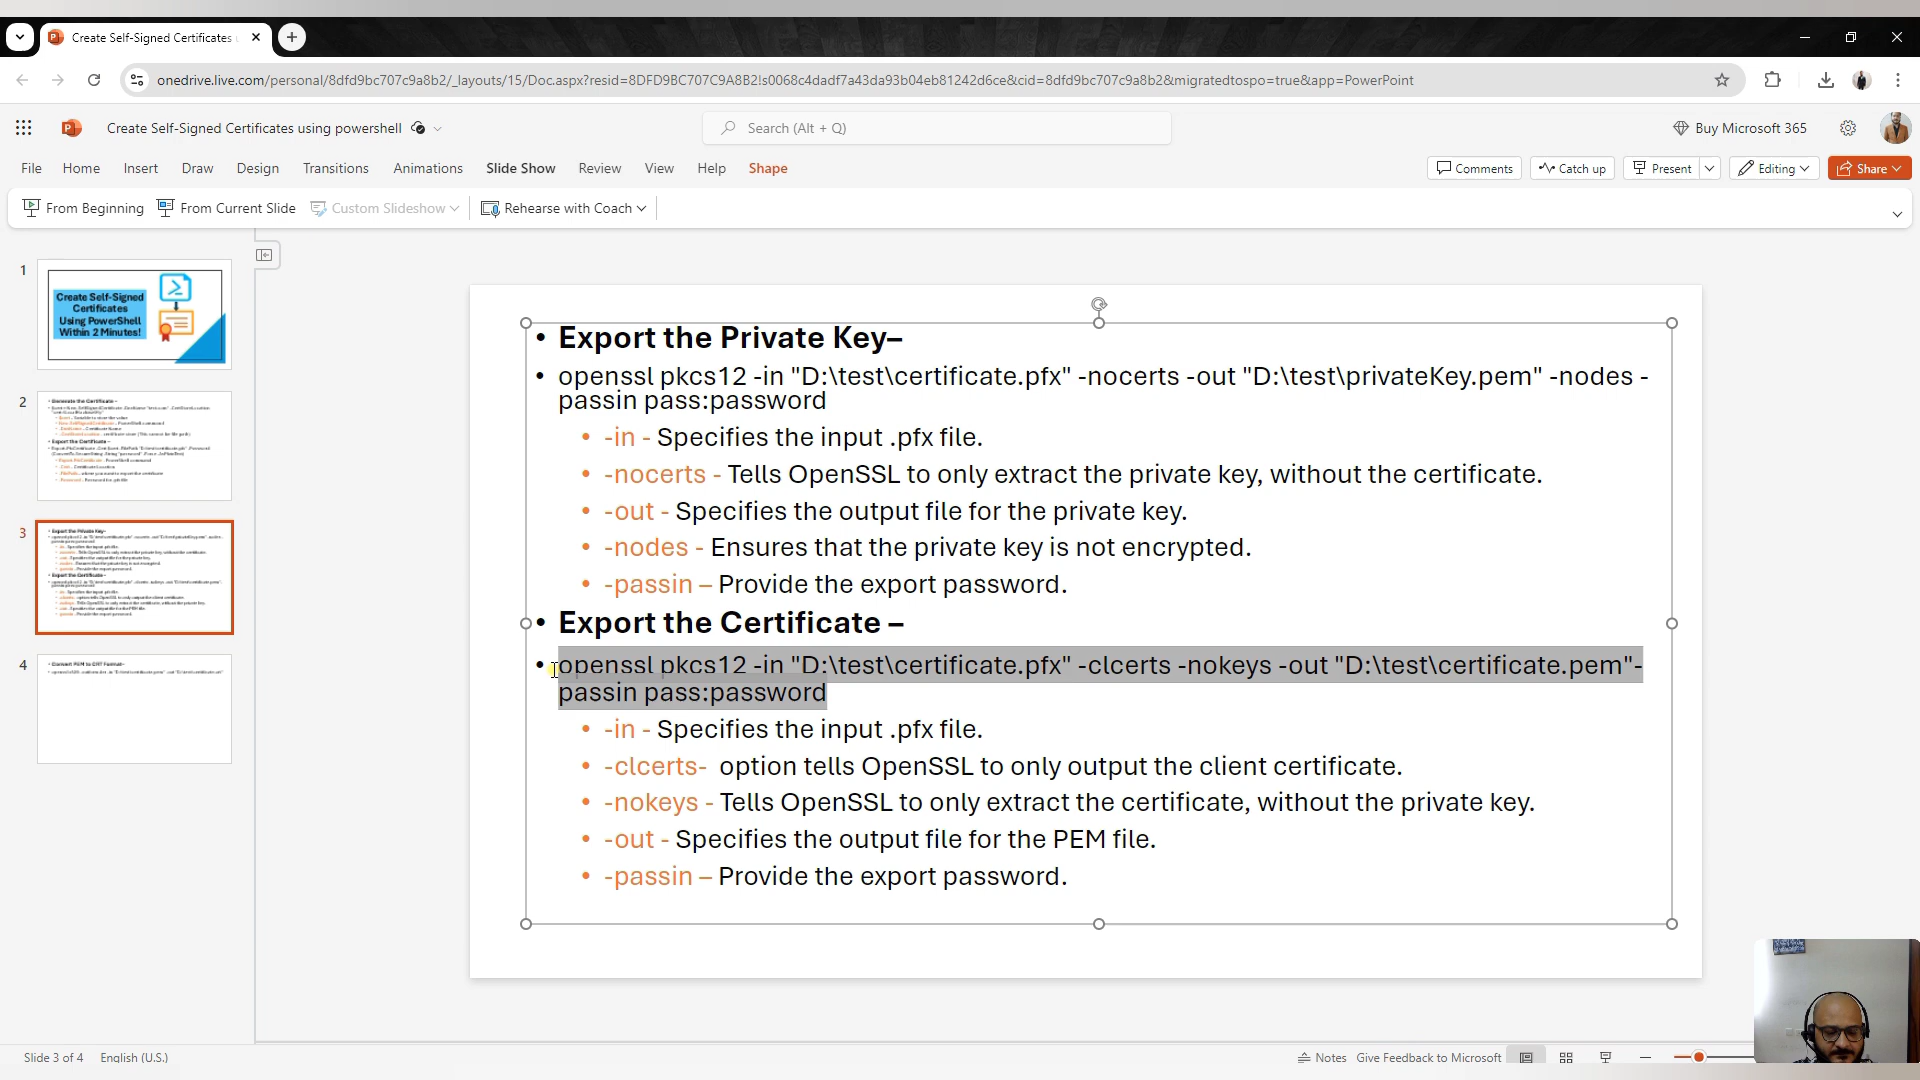 Create Self-Signed Certificates u
onedrive.live.com/personal/8dfd9bc707c9a8b2/_layouts/15/Doc.aspx?resid=8DFD9BC707C9A8B2!s0068c4dadf7a43da93b04eb81242d6ce&cid=8dfd9bc707c9a8b2&migratedtospo=true&app=PowerPoint
Create Self-Signed Certificates using powershell
Search (Alt + Q)
Buy Microsoft 365
File Home Insert Draw Design Transitions Animations Slide Show Review View Help Shape
Comments Catch up Present Editing Share
From Beginning From Current Slide Custom Slideshow Rehearse with Coach
1
Create Self-Signed
Certificates
Using PowerShell
Within 2 Minutes!
2
3
4
• Export the Private Key–
• openssl pkcs12 -in "D:\test\certificate.pfx" -nocerts -out "D:\test\privateKey.pem" -nodes -
passin pass:password
• -in - Specifies the input .pfx file.
• -nocerts - Tells OpenSSL to only extract the private key, without the certificate.
• -out - Specifies the output file for the private key.
• -nodes - Ensures that the private key is not encrypted.
• -passin – Provide the export password.
• Export the Certificate –
• openssl pkcs12 -in "D:\test\certificate.pfx" -clcerts -nokeys -out "D:\test\certificate.pem"-
passin pass:password
• -in - Specifies the input .pfx file.
• -clcerts-  option tells OpenSSL to only output the client certificate.
• -nokeys - Tells OpenSSL to only extract the certificate, without the private key.
• -out - Specifies the output file for the PEM file.
• -passin – Provide the export password.
Slide 3 of 4 English (U.S.)
Notes Give Feedback to Microsoft